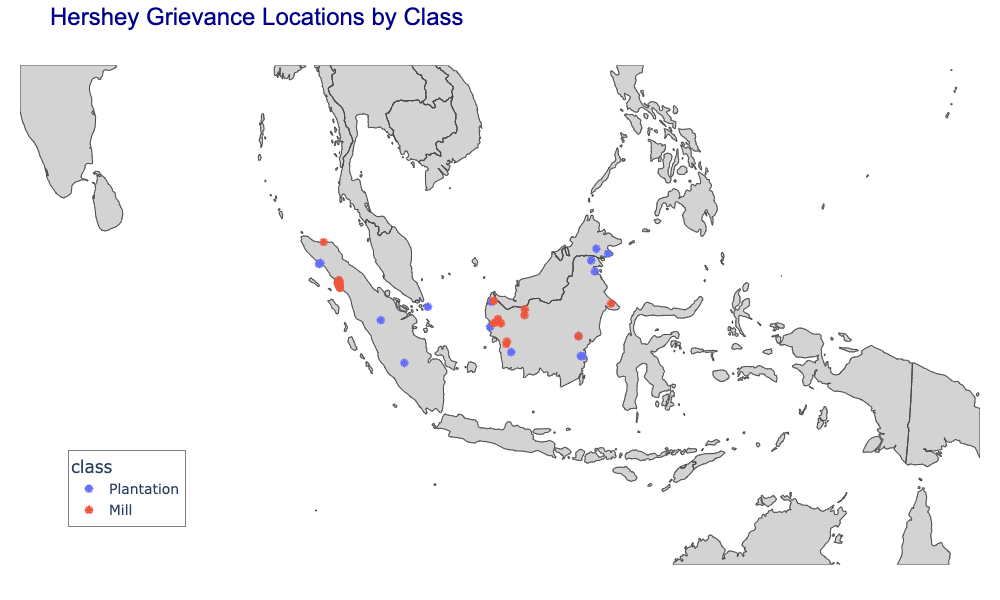 Hershey Grievance Locations by Class
class
Plantation
Mill